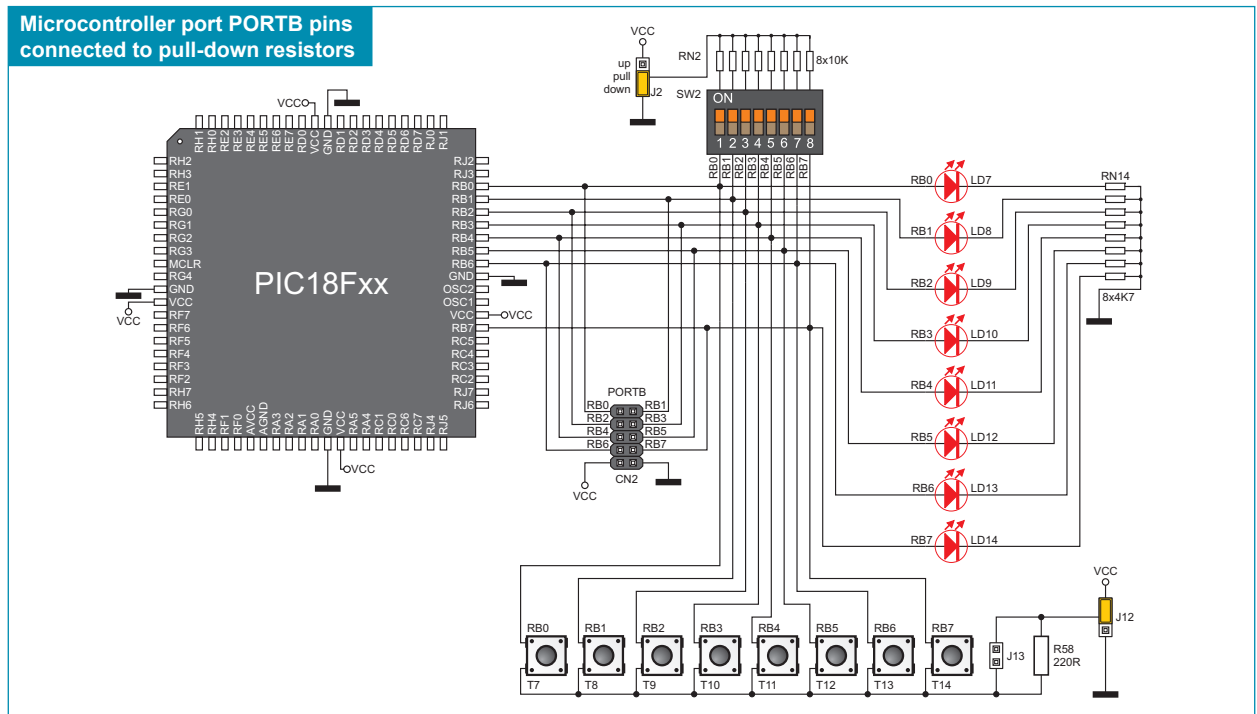 Microcontroller port PORTB pins
connected to pull-down resistors
VCC
up
pull
down
J2
RN2
8x10K
SW2
ON
1 2 3 4 5 6 7 8
RB0 RB1 RB2 RB3 RB4 RB5 RB6 RB7
VCC
RH1 RH0 RE2 RE3 RE4 RE5 RE6 RE7 RD0 VCC GND RD1 RD2 RD3 RD4 RD5 RD6 RD7 RJ0 RJ1
RH2
RH3
RE1
RE0
RG0
RG1
RG2
RG3
MCLR
RG4
GND
VCC
RF7
RF6
RF5
RF4
RF3
RF2
RH7
RH6
VCC
PIC18Fxx
RJ2
RJ3
RB0
RB1
RB2
RB3
RB4
RB5
RB6
GND
OSC2
OSC1
VCC
RB7
RC5
RC4
RC3
RC2
RJ7
RJ6
VCC
RH5 RH4 RF1 RF0 AVCC AGND RA3 RA2 RA1 RA0 GND VCC RA5 RA4 RC1 RC0 RC6 RC7 RJ4 RJ5
VCC
PORTB
RB0 RB1
RB2 RB3
RB4 RB5
RB6 RB7
CN2
VCC
RB0 LD7
RB1 LD8
RB2 LD9
RB3 LD10
RB4 LD11
RB5 LD12
RB6 LD13
RB7 LD14
RN14
8x4K7
RB0 RB1 RB2 RB3 RB4 RB5 RB6 RB7
T7 T8 T9 T10 T11 T12 T13 T14
J13
R58
220R
VCC
J12